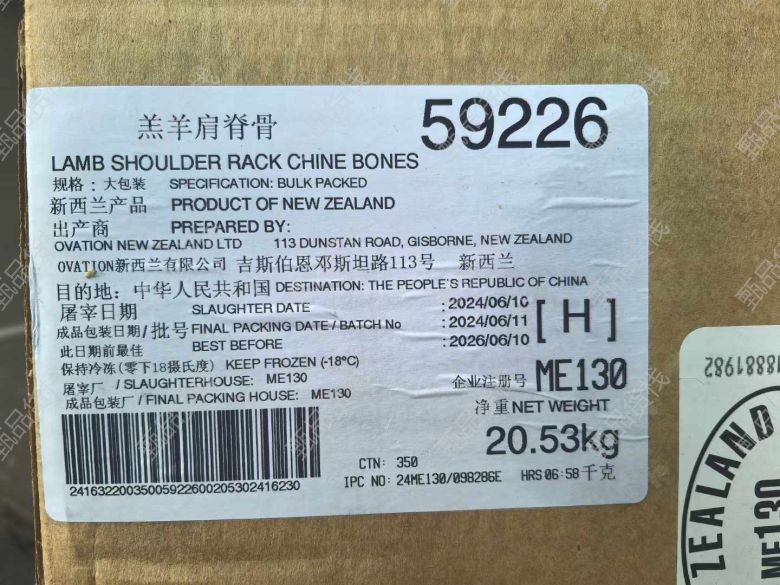 羔羊肩脊骨 59226
LAMB SHOULDER RACK CHINE BONES
规格：大包装 SPECIFICATION: BULK PACKED
新西兰产品 PRODUCT OF NEW ZEALAND
出产商 PREPARED BY:
OVATION NEW ZEALAND LTD 113 DUNSTAN ROAD, GISBORNE, NEW ZEALAND
OVATION新西兰有限公司 吉斯伯恩邓斯坦路113号 新西兰
目的地：中华人民共和国 DESTINATION: THE PEOPLE'S REPUBLIC OF CHINA
屠宰日期 SLAUGHTER DATE : 2024/06/10
成品包装日期/批号 FINAL PACKING DATE / BATCH No : 2024/06/11 [H]
此日期前最佳 BEST BEFORE : 2026/06/10
保持冷冻(零下18摄氏度) KEEP FROZEN (-18°C)
屠宰厂 / SLAUGHTERHOUSE: ME130 企业注册号 ME130
成品包装厂/FINAL PACKING HOUSE: ME130 净重 NET WEIGHT
20.53kg
CTN: 350
IPC NO: 24ME130/098286E HRS 06:58 千克
24163220035005922600205302416230
18881982
ZEALAND
ME130
甄品货栈